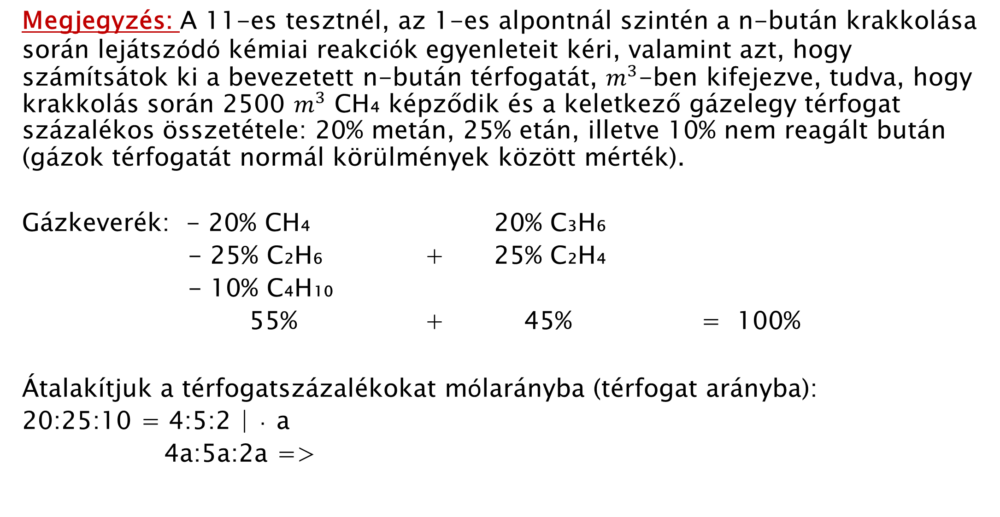 Megjegyzés: A 11-es tesztnél, az 1-es alpontnál szintén a n-bután krakkolása
során lejátszódó kémiai reakciók egyenleteit kéri, valamint azt, hogy
számítsátok ki a bevezetett n-bután térfogatát, m³-ben kifejezve, tudva, hogy
krakkolás során 2500 m³ CH₄ képződik és a keletkező gázelegy térfogat
százalékos összetétele: 20% metán, 25% etán, illetve 10% nem reagált bután
(gázok térfogatát normál körülmények között mérték).
Gázkeverék: - 20% CH₄ 20% C₃H₆
- 25% C₂H₆ + 25% C₂H₄
- 10% C₄H₁₀
55% + 45% = 100%
Átalakítjuk a térfogatszázalékokat mólarányba (térfogat arányba):
20:25:10 = 4:5:2 | · a
4a:5a:2a =>